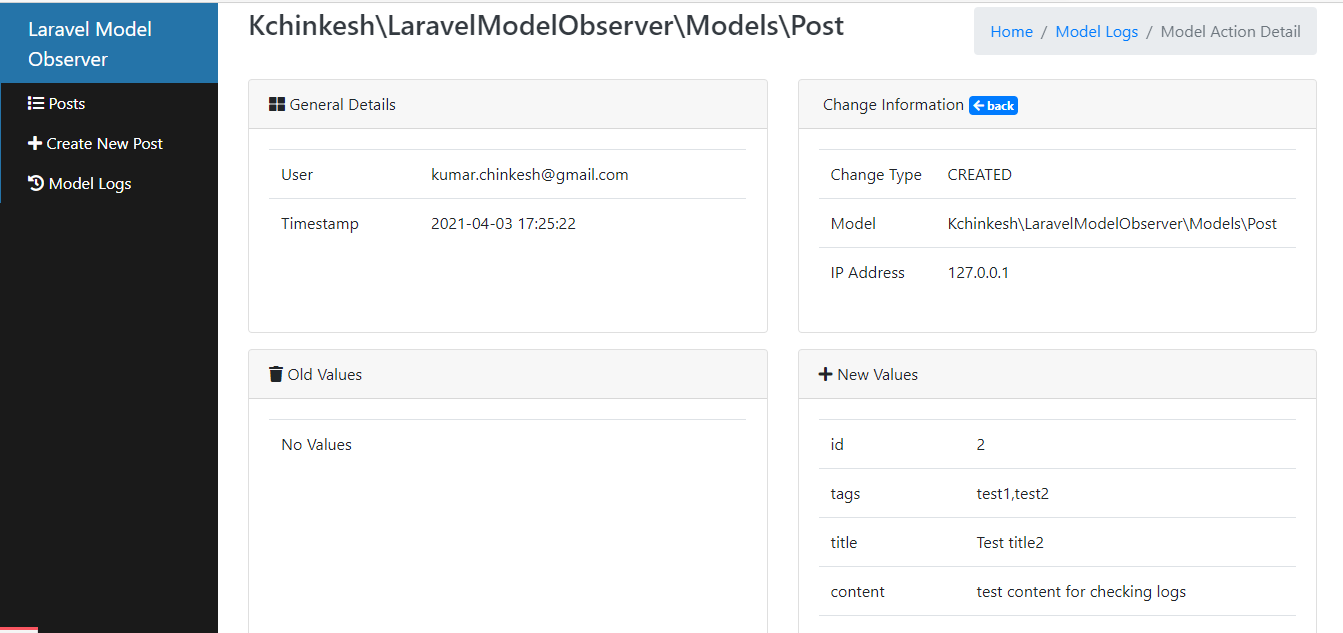 Laravel Model
Observer
Posts
Create New Post
Model Logs
Kchinkesh\LaravelModelObserver\Models\Post
Home / Model Logs / Model Action Detail
General Details
User kumar.chinkesh@gmail.com
Timestamp 2021-04-03 17:25:22
Change Information back
Change Type CREATED
Model Kchinkesh\LaravelModelObserver\Models\Post
IP Address 127.0.0.1
Old Values
No Values
New Values
id 2
tags test1,test2
title Test title2
content test content for checking logs